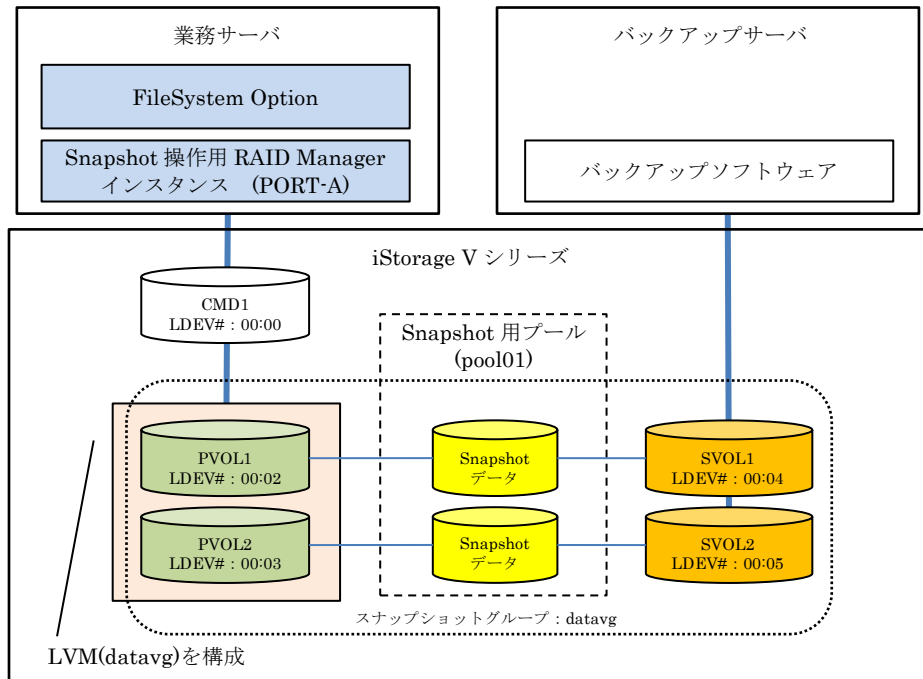 業務サーバ
バックアップサーバ
FileSystem Option
Snapshot 操作用 RAID Manager
インスタンス (PORT-A)
バックアップソフトウェア
iStorage V シリーズ
CMD1
LDEV#：00:00
Snapshot 用プール
(pool01)
PVOL1
LDEV#：00:02
Snapshot
データ
SVOL1
LDEV#：00:04
PVOL2
LDEV#：00:03
Snapshot
データ
SVOL2
LDEV#：00:05
スナップショットグループ：datavg
LVM(datavg)を構成